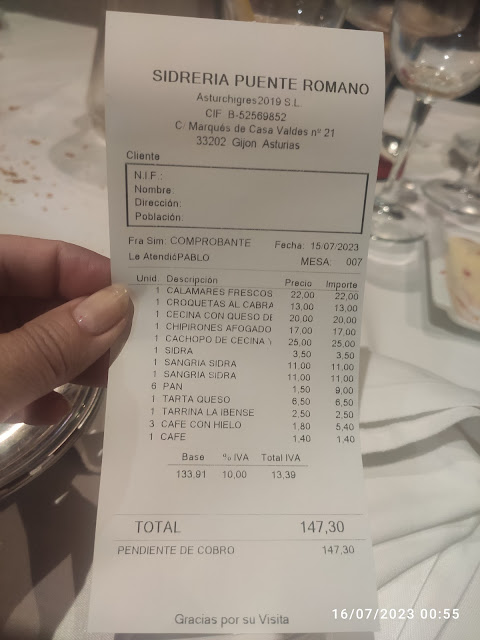 SIDRERIA PUENTE ROMANO
Asturchigres2019 S.L.
CIF B-52569852
C/ Marqués de Casa Valdes nº 21
33202 Gijon Asturias
Cliente
N.I.F.:
Nombre:
Dirección:
Población:
Fra Sim: COMPROBANTE Fecha: 15/07/2023
Le AtendióPABLO MESA: 007
Unid. Descripción Precio Importe
1 CALAMARES FRESCOS 22,00 22,00
1 CROQUETAS AL CABRA 13,00 13,00
1 CECINA CON QUESO DE 20,00 20,00
1 CHIPIRONES AFOGADO 17,00 17,00
1 CACHOPO DE CECINA Y 25,00 25,00
1 SIDRA 3,50 3,50
1 SANGRIA SIDRA 11,00 11,00
1 SANGRIA SIDRA 11,00 11,00
6 PAN 1,50 9,00
1 TARTA QUESO 6,50 6,50
1 TARRINA LA IBENSE 2,50 2,50
3 CAFE CON HIELO 1,80 5,40
1 CAFE 1,40 1,40
Base % IVA Total IVA
133.91 10,00 13,39
TOTAL 147,30
PENDIENTE DE COBRO 147,30
Gracias por su Visita
16/07/2023 00:55